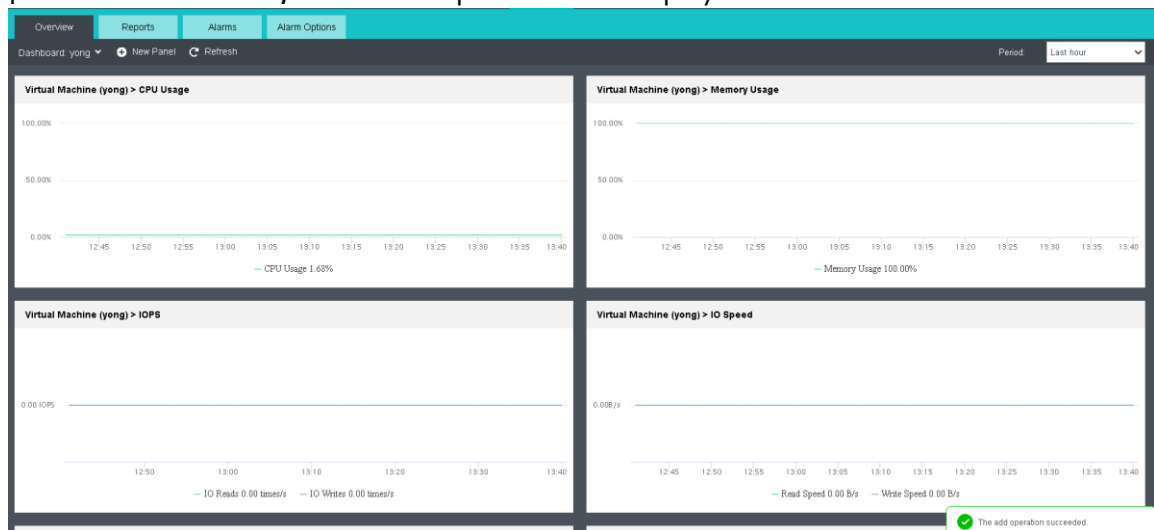 Overview Reports Alarms Alarm Options
Dashboard: yong New Panel Refresh Period: Last hour
Virtual Machine (yong) > CPU Usage
100.00%
50.00%
0.00%
12:45 12:50 12:55 13:00 13:05 13:10 13:15 13:20 13:25 13:30 13:35 13:40
CPU Usage 1.68%
Virtual Machine (yong) > Memory Usage
100.00%
50.00%
0.00%
12:45 12:50 12:55 13:00 13:05 13:10 13:15 13:20 13:25 13:30 13:35 13:40
Memory Usage 100.00%
Virtual Machine (yong) > IOPS
0.00 IOPS
12:50 13:00 13:10 13:20 13:30 13:40
IO Reads 0.00 times/s IO Writes 0.00 times/s
Virtual Machine (yong) > IO Speed
0.00B/s
12:45 12:50 12:55 13:00 13:05 13:10 13:15 13:20 13:25 13:30 13:35 13:40
Read Speed 0.00 B/s Write Speed 0.00 B/s
The add operation succeeded.